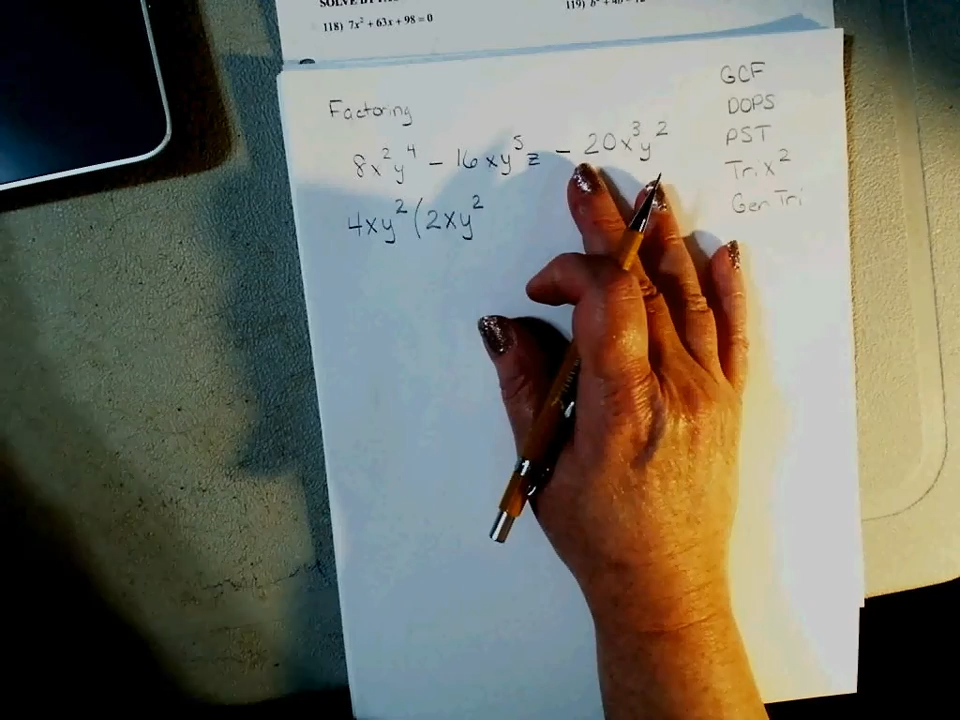 118) 7x² + 63x + 98 = 0
Factoring
8x²y⁴ − 16xy⁵z − 20x³y²
4xy²(2xy²
GCF
DOPS
PST
Tri x²
Gen Tri